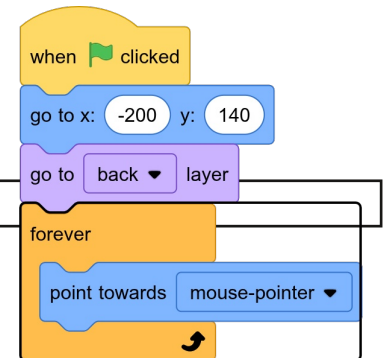 when clicked
go to x: -200 y: 140
go to back layer
forever
point towards mouse-pointer